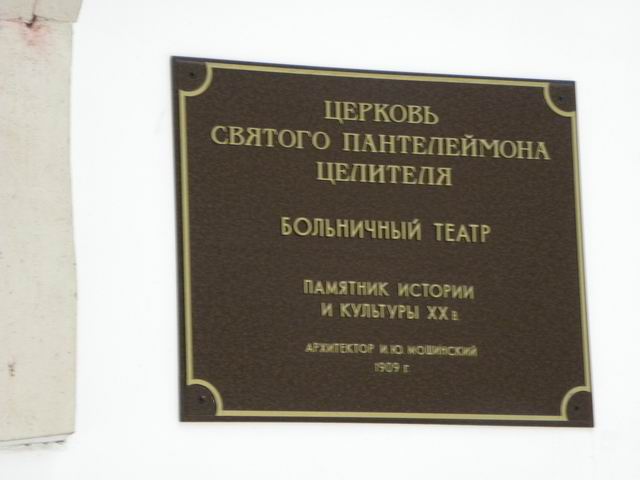 ЦЕРКОВЬ
СВЯТОГО ПАНТЕЛЕЙМОНА
ЦЕЛИТЕЛЯ
БОЛЬНИЧНЫЙ ТЕАТР
ПАМЯТНИК ИСТОРИИ
И КУЛЬТУРЫ XX в.
АРХИТЕКТОР И.Ю. МОШИНСКИЙ
1909 г.